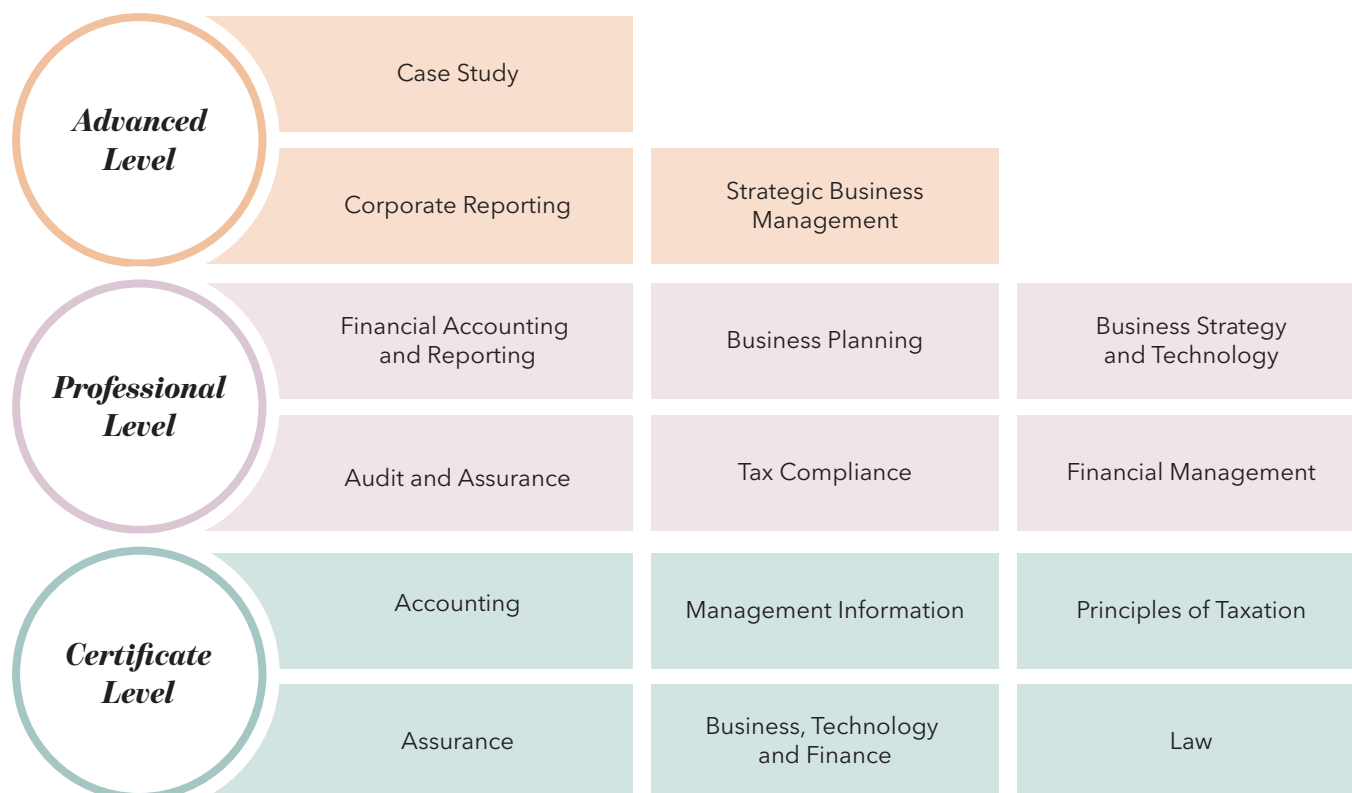 Advanced
Level
Case Study
Corporate Reporting
Strategic Business
Management
Professional
Level
Financial Accounting
and Reporting
Business Planning
Business Strategy
and Technology
Audit and Assurance
Tax Compliance
Financial Management
Certificate
Level
Accounting
Management Information
Principles of Taxation
Assurance
Business, Technology
and Finance
Law